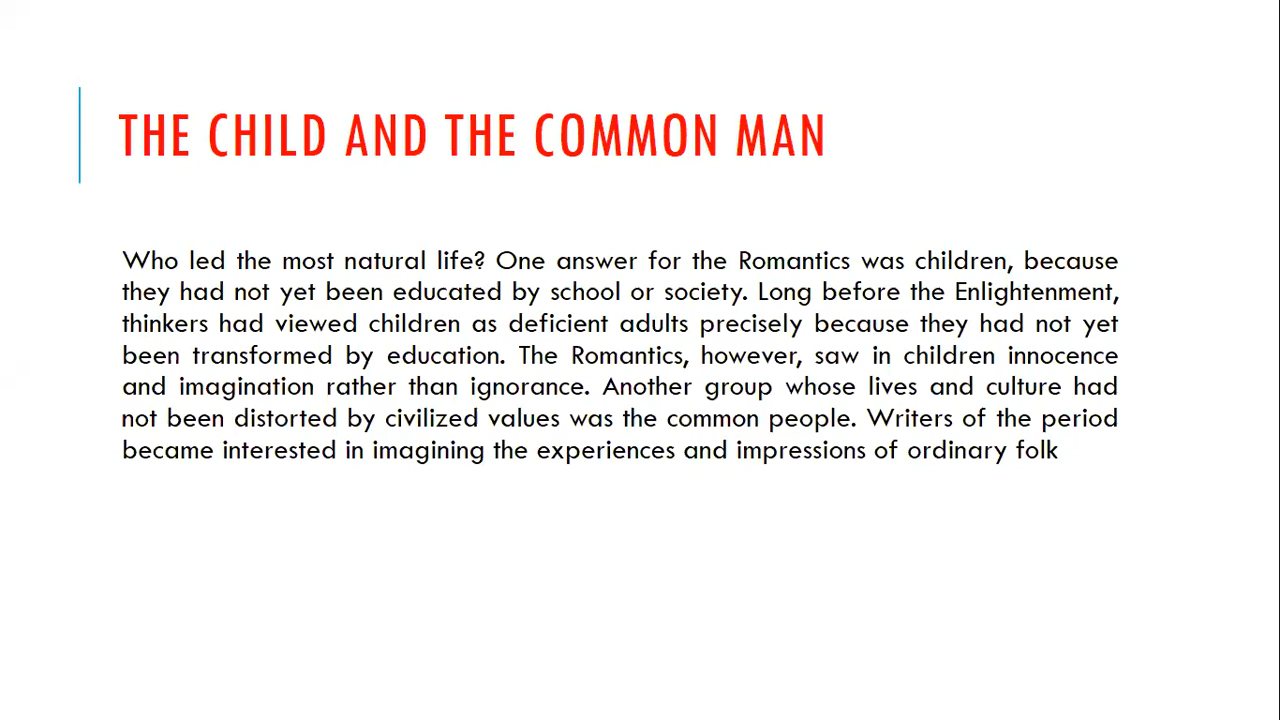 THE CHILD AND THE COMMON MAN
Who led the most natural life? One answer for the Romantics was children, because
they had not yet been educated by school or society. Long before the Enlightenment,
thinkers had viewed children as deficient adults precisely because they had not yet
been transformed by education. The Romantics, however, saw in children innocence
and imagination rather than ignorance. Another group whose lives and culture had
not been distorted by civilized values was the common people. Writers of the period
became interested in imagining the experiences and impressions of ordinary folk